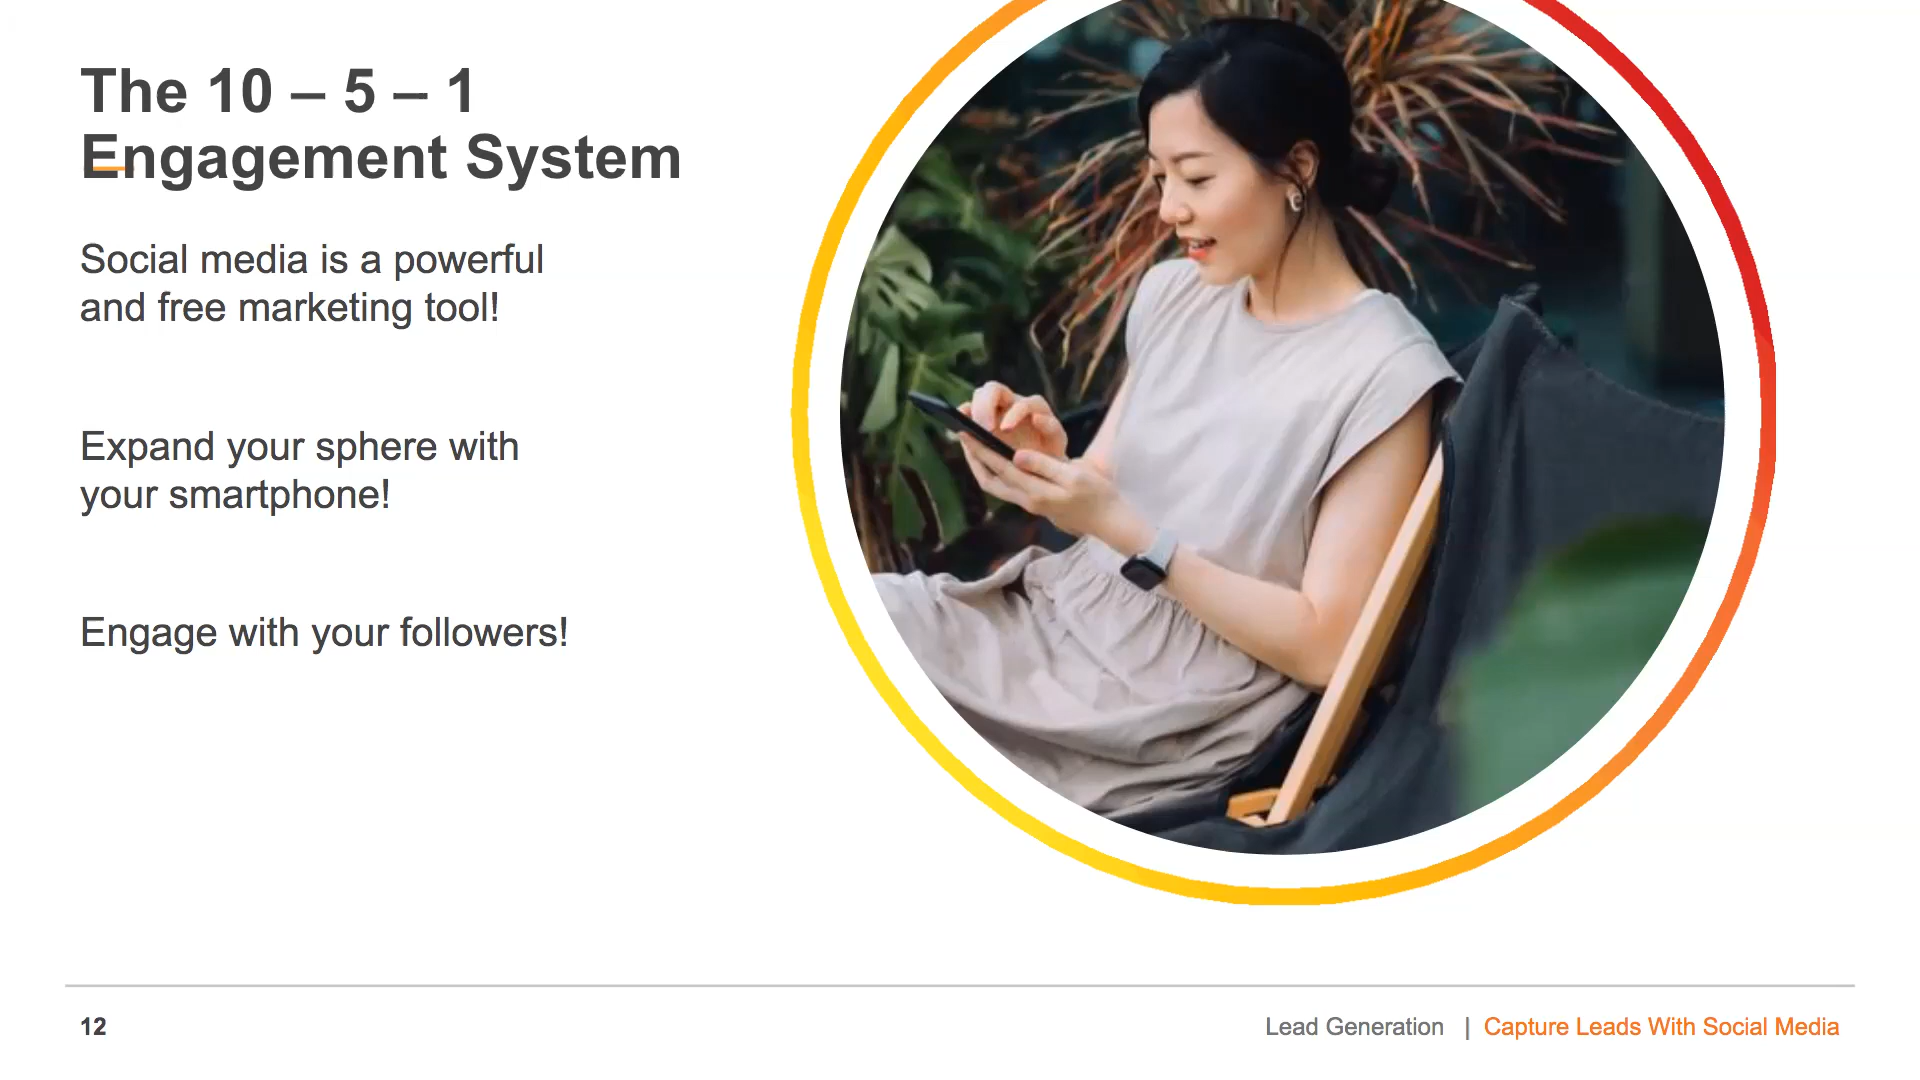 The 10 – 5 – 1
Engagement System
Social media is a powerful
and free marketing tool!
Expand your sphere with
your smartphone!
Engage with your followers!
12
Lead Generation | Capture Leads With Social Media